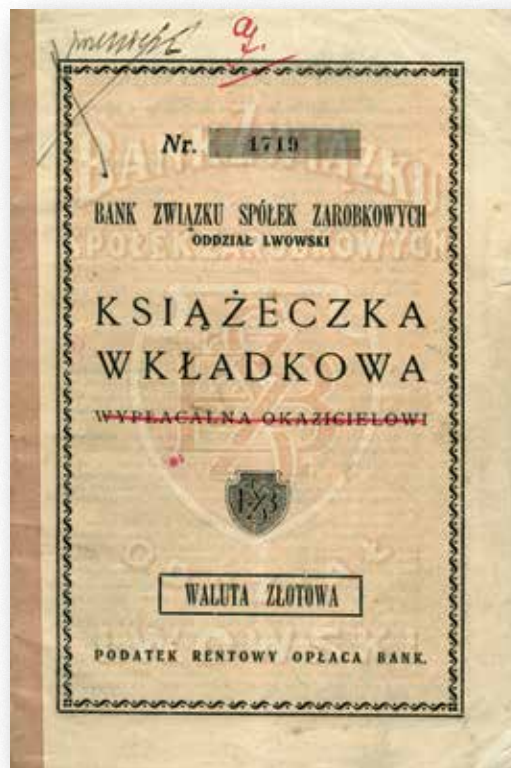 Nr. 1719
BANK ZWIĄZKU SPÓŁEK ZAROBKOWYCH
ODDZIAŁ LWOWSKI
KSIĄŻECZKA
WKŁADKOWA
WYPŁACALNA OKAZICIELOWI
WALUTA ZŁOTOWA
PODATEK RENTOWY OPŁACA BANK.